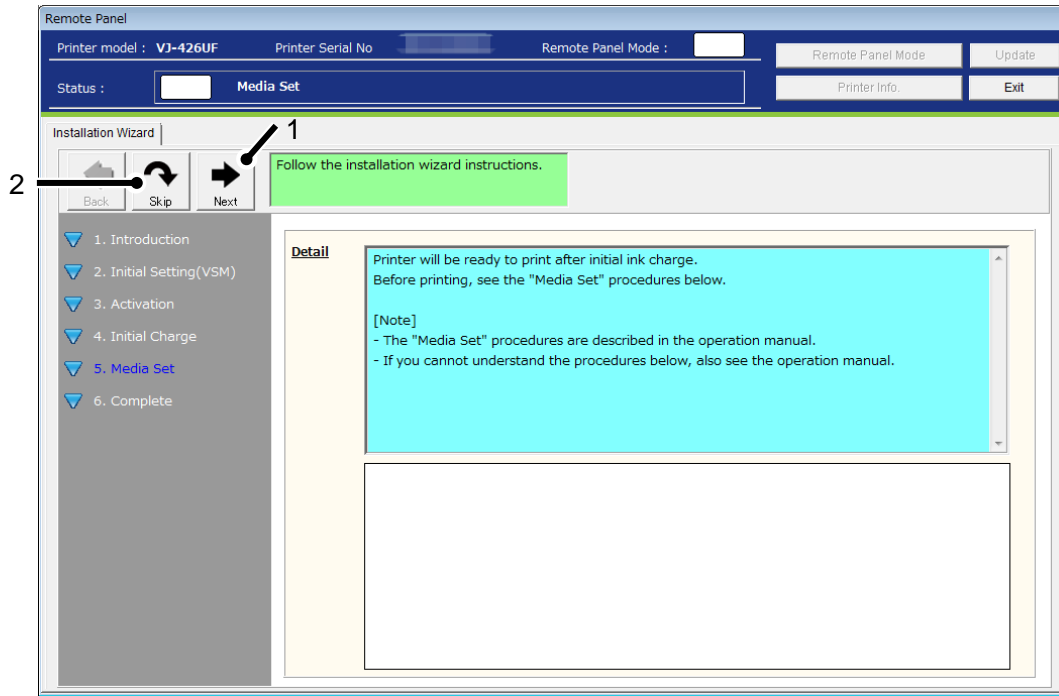 Remote Panel
Printer model : VJ-426UF Printer Serial No Remote Panel Mode :
Remote Panel Mode Update
Status : Media Set
Printer Info. Exit
Installation Wizard
1
2
Back Skip Next
Follow the installation wizard instructions.
1. Introduction
2. Initial Setting(VSM)
3. Activation
4. Initial Charge
5. Media Set
6. Complete
Detail
Printer will be ready to print after initial ink charge.
Before printing, see the "Media Set" procedures below.
[Note]
- The "Media Set" procedures are described in the operation manual.
- If you cannot understand the procedures below, also see the operation manual.